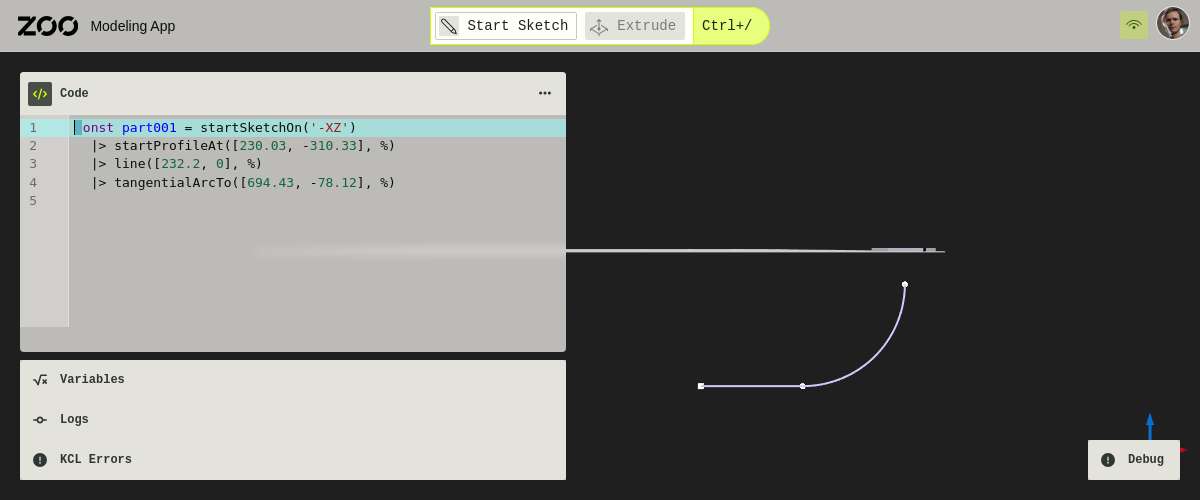 ZOO Modeling App
Start Sketch
Extrude
Ctrl+/
Code
1 const part001 = startSketchOn('-XZ')
2 |> startProfileAt([230.03, -310.33], %)
3 |> line([232.2, 0], %)
4 |> tangentialArcTo([694.43, -78.12], %)
5
Variables
Logs
KCL Errors
Debug